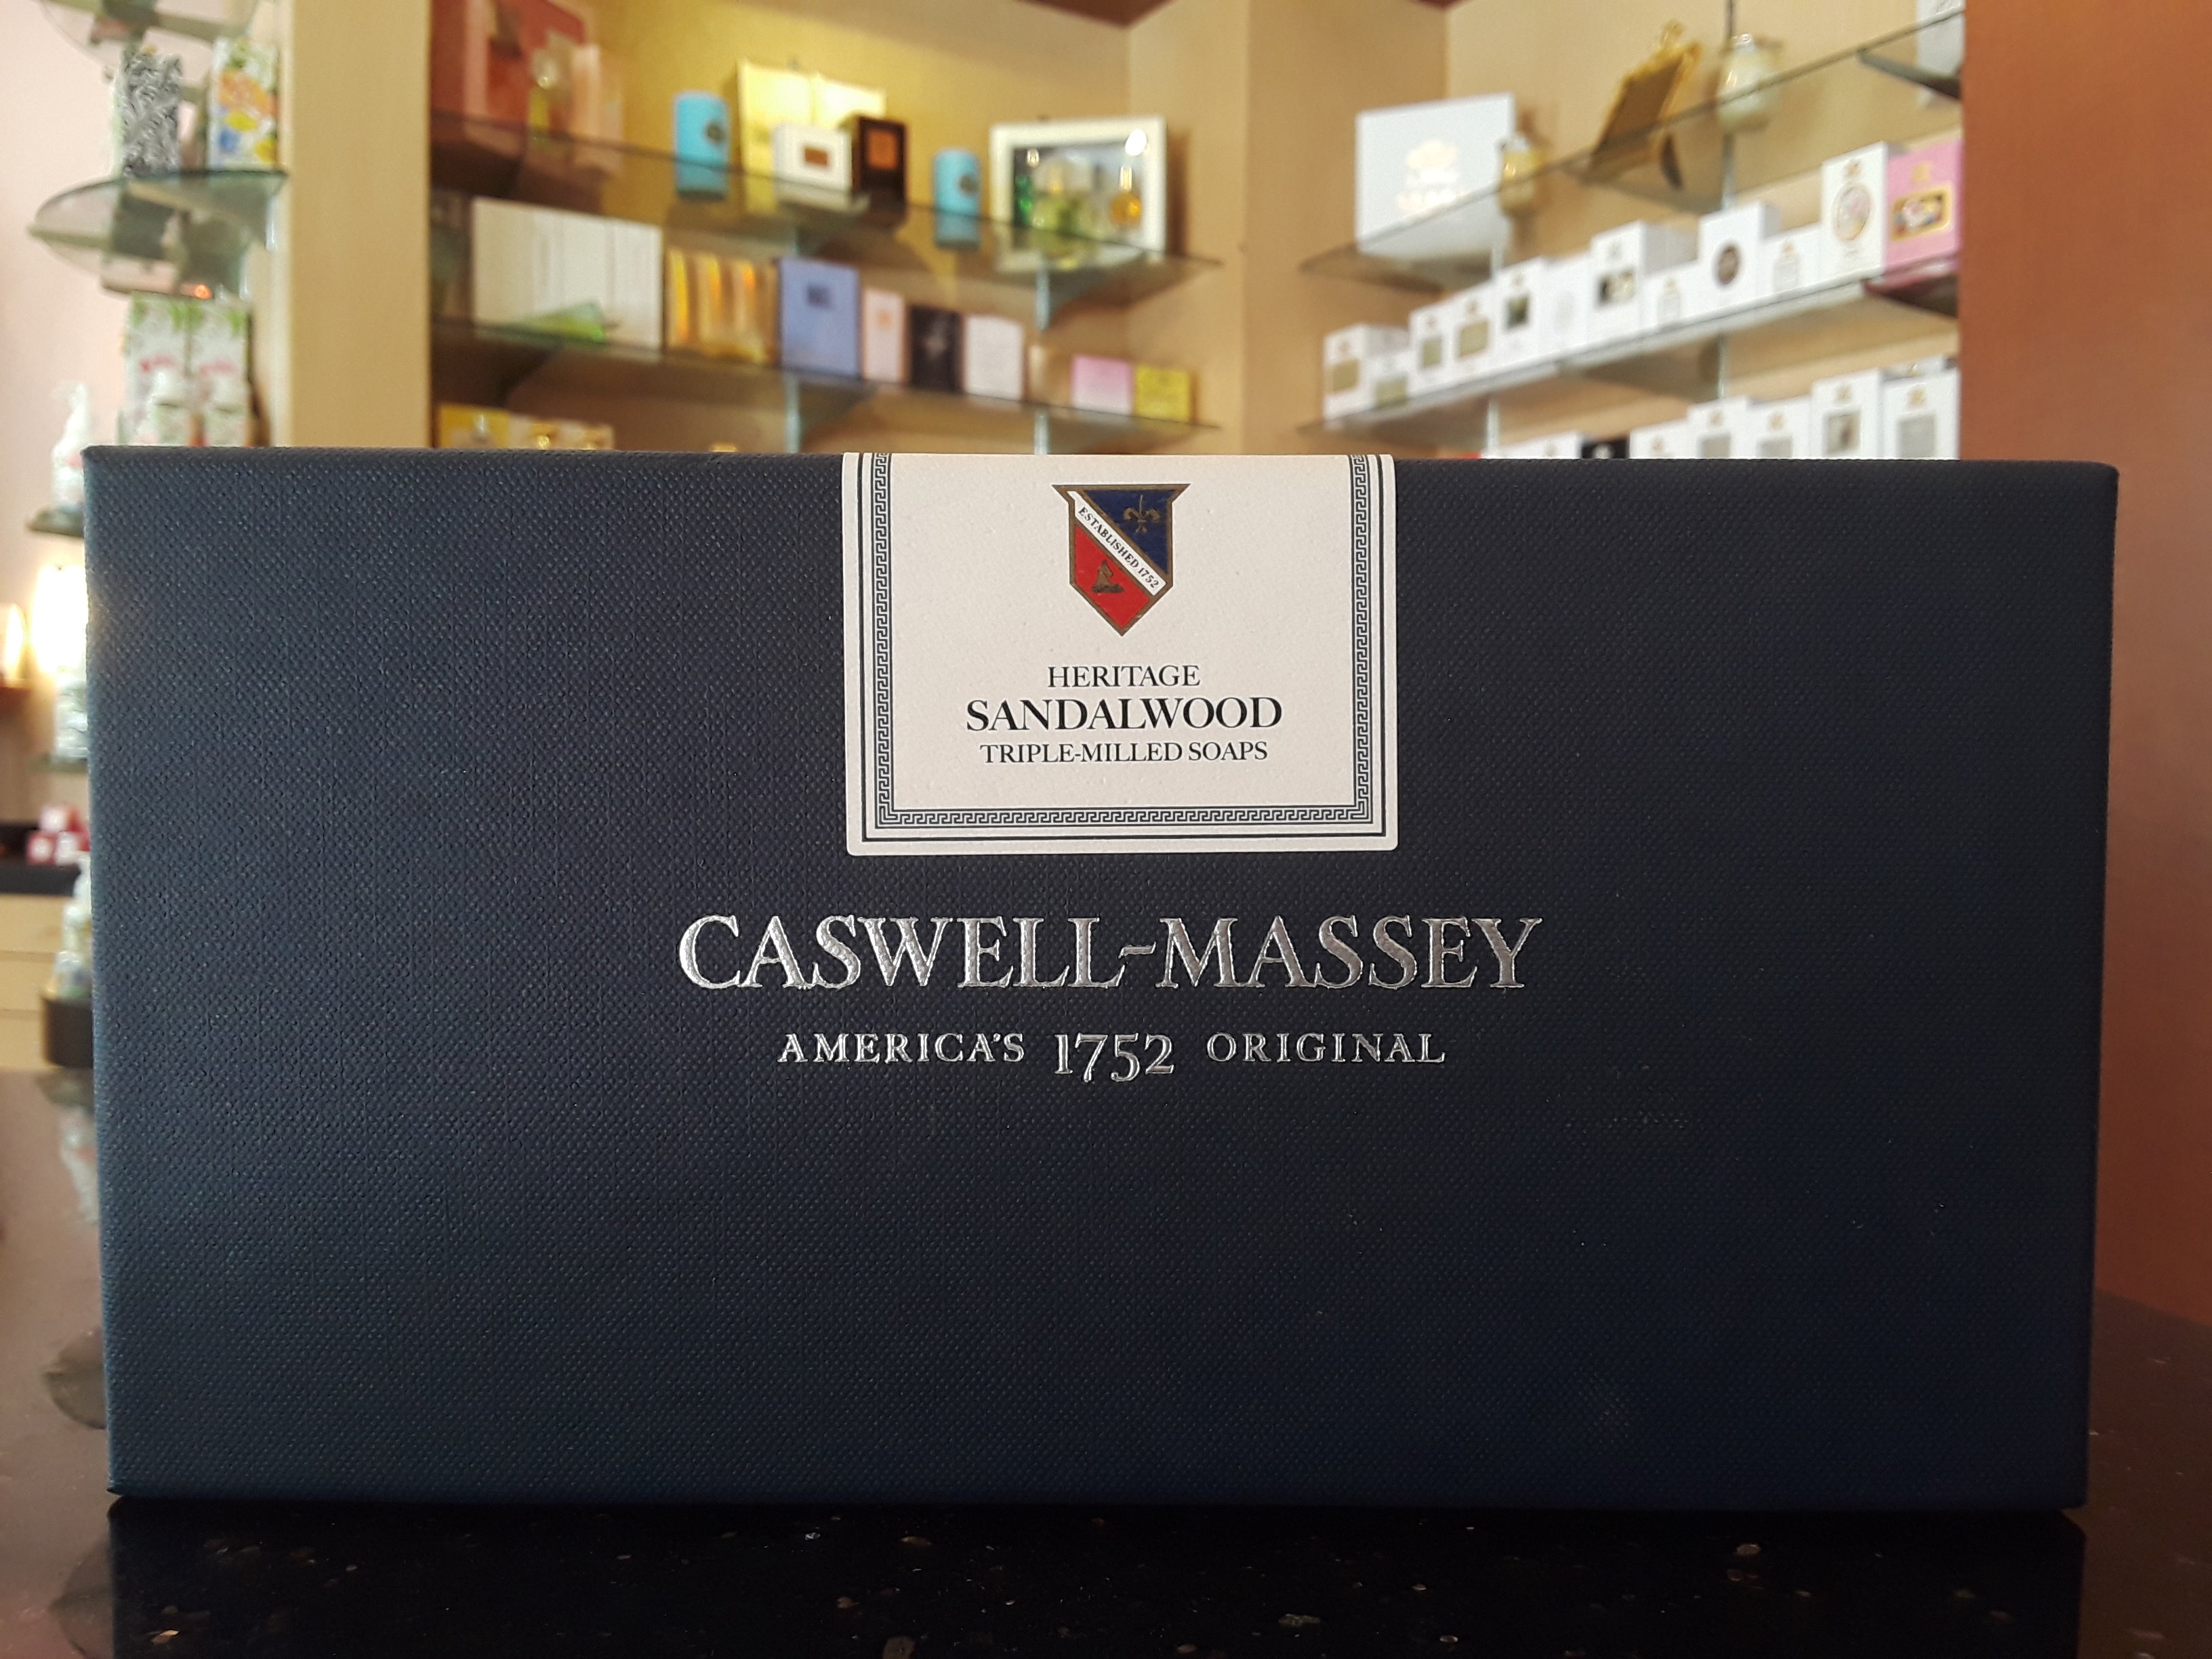 ESTABLISHED 1752
HERITAGE
SANDALWOOD
TRIPLE-MILLED SOAPS
CASWELL-MASSEY
AMERICA'S 1752 ORIGINAL